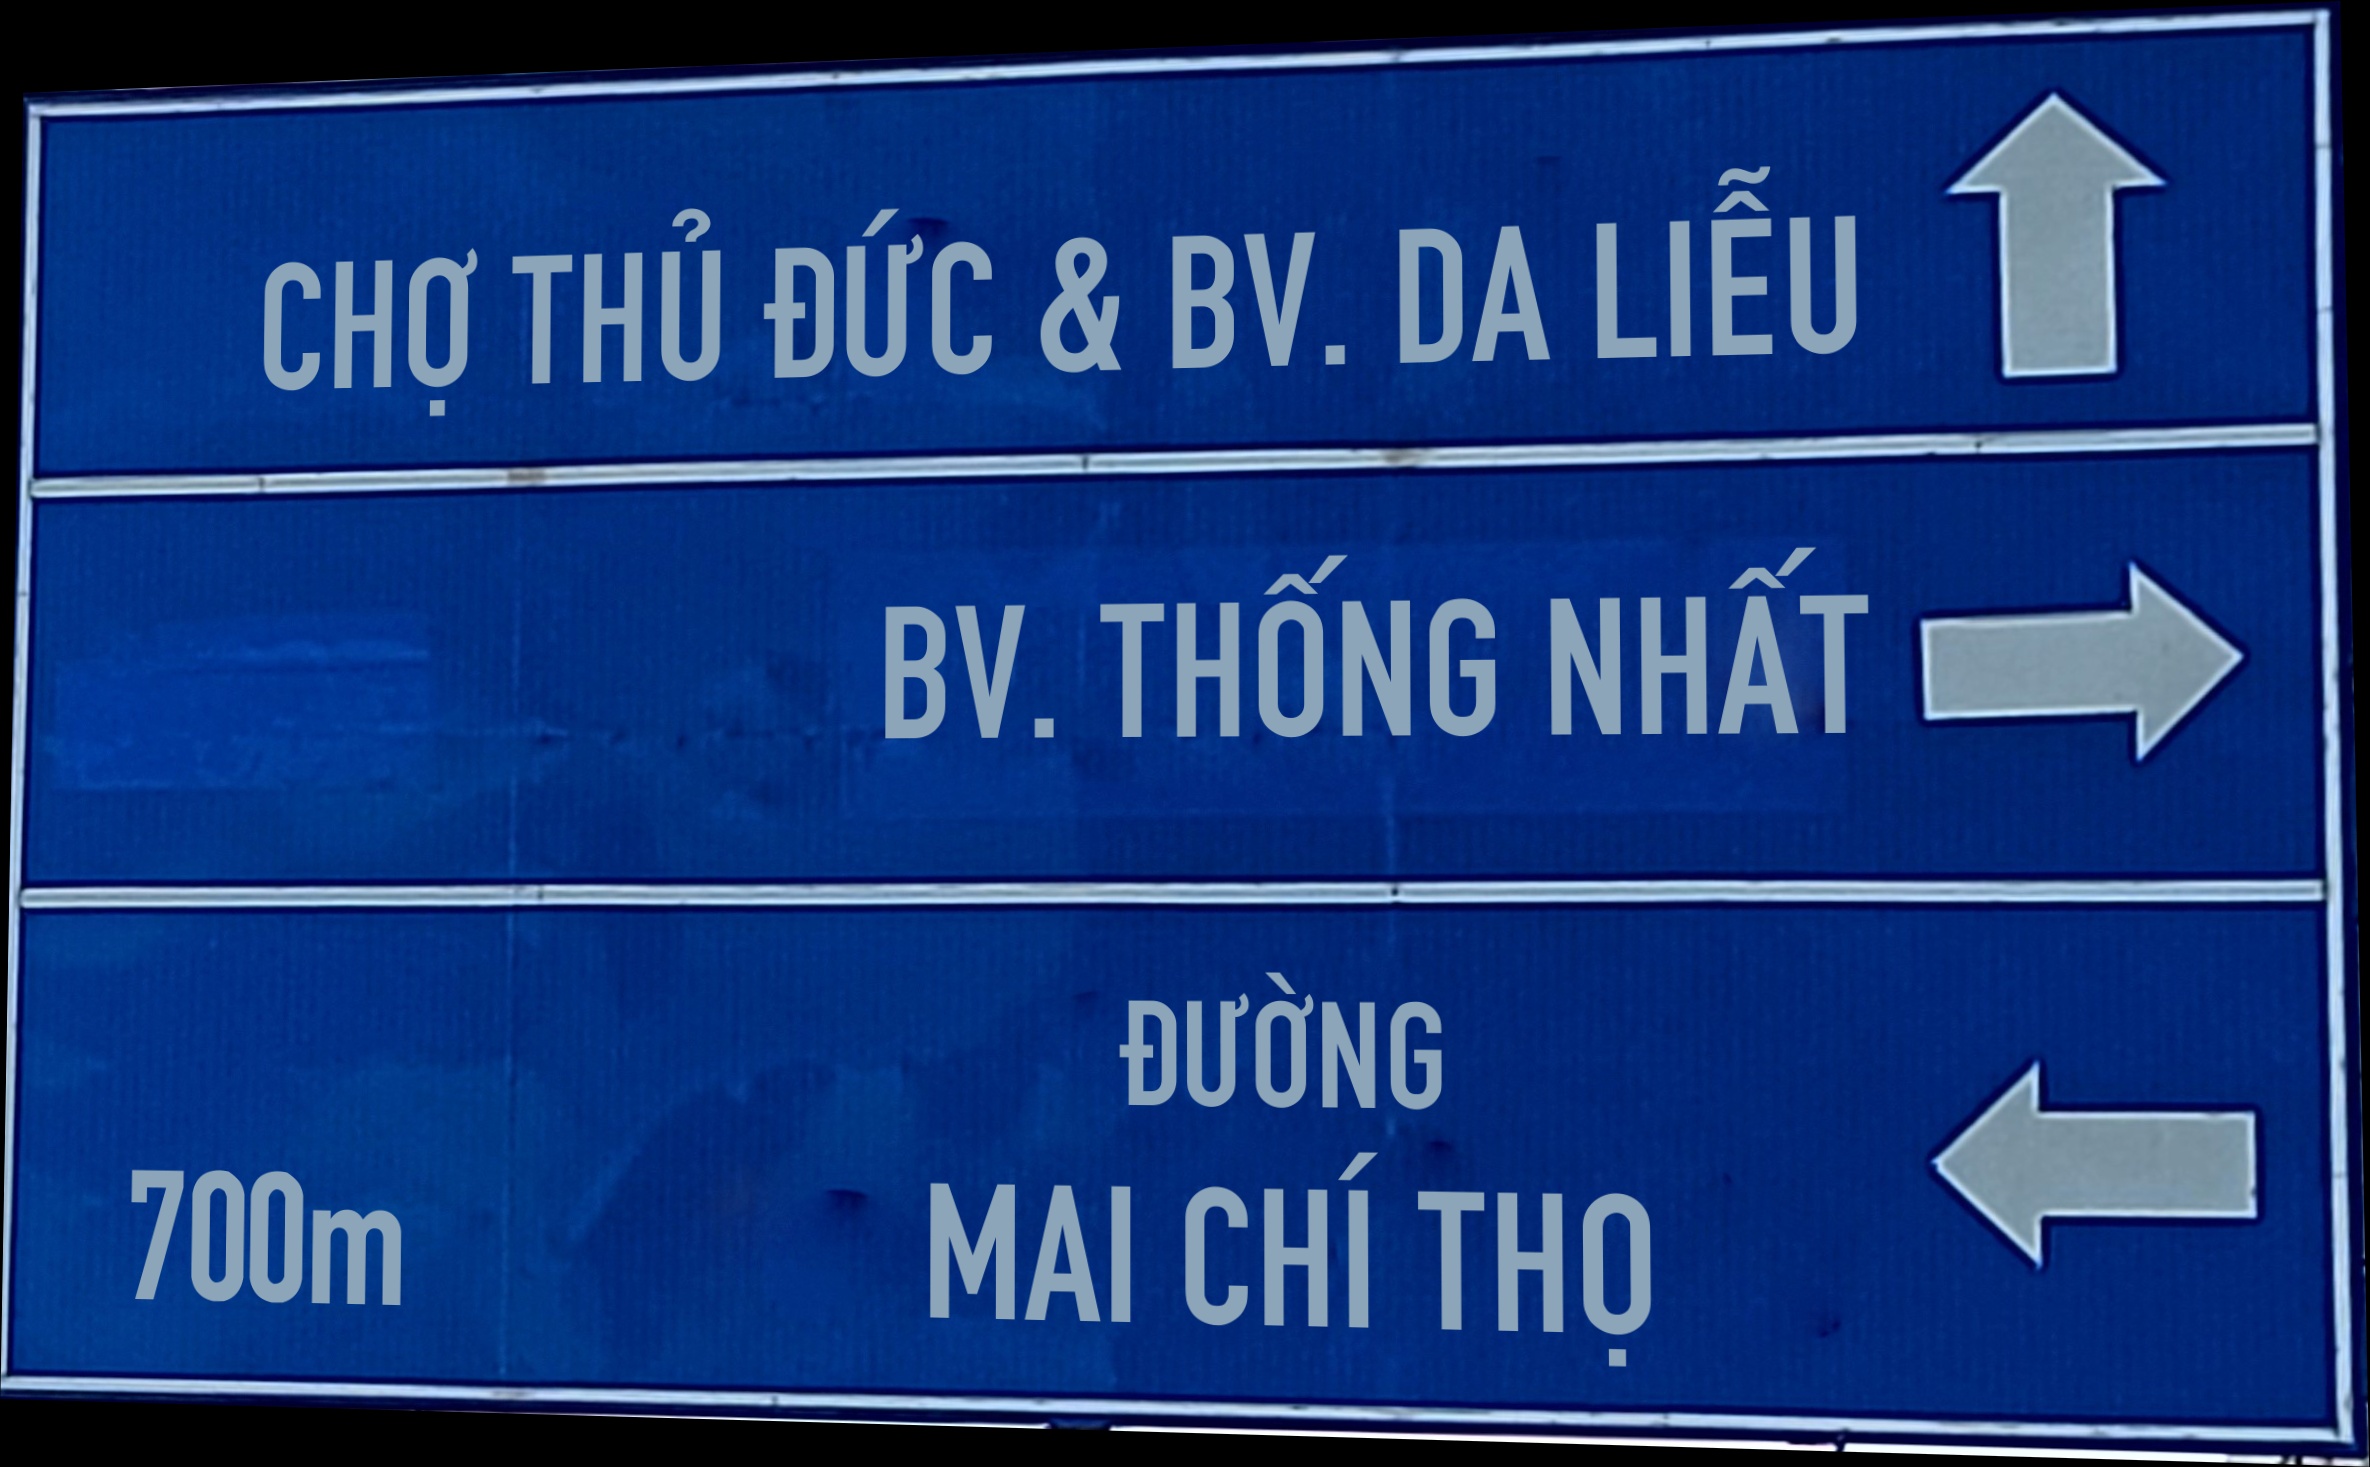 CHỢ THỦ ĐỨC & BV. DA LIỄU
BV. THỐNG NHẤT
ĐƯỜNG
MAI CHÍ THỌ
700m